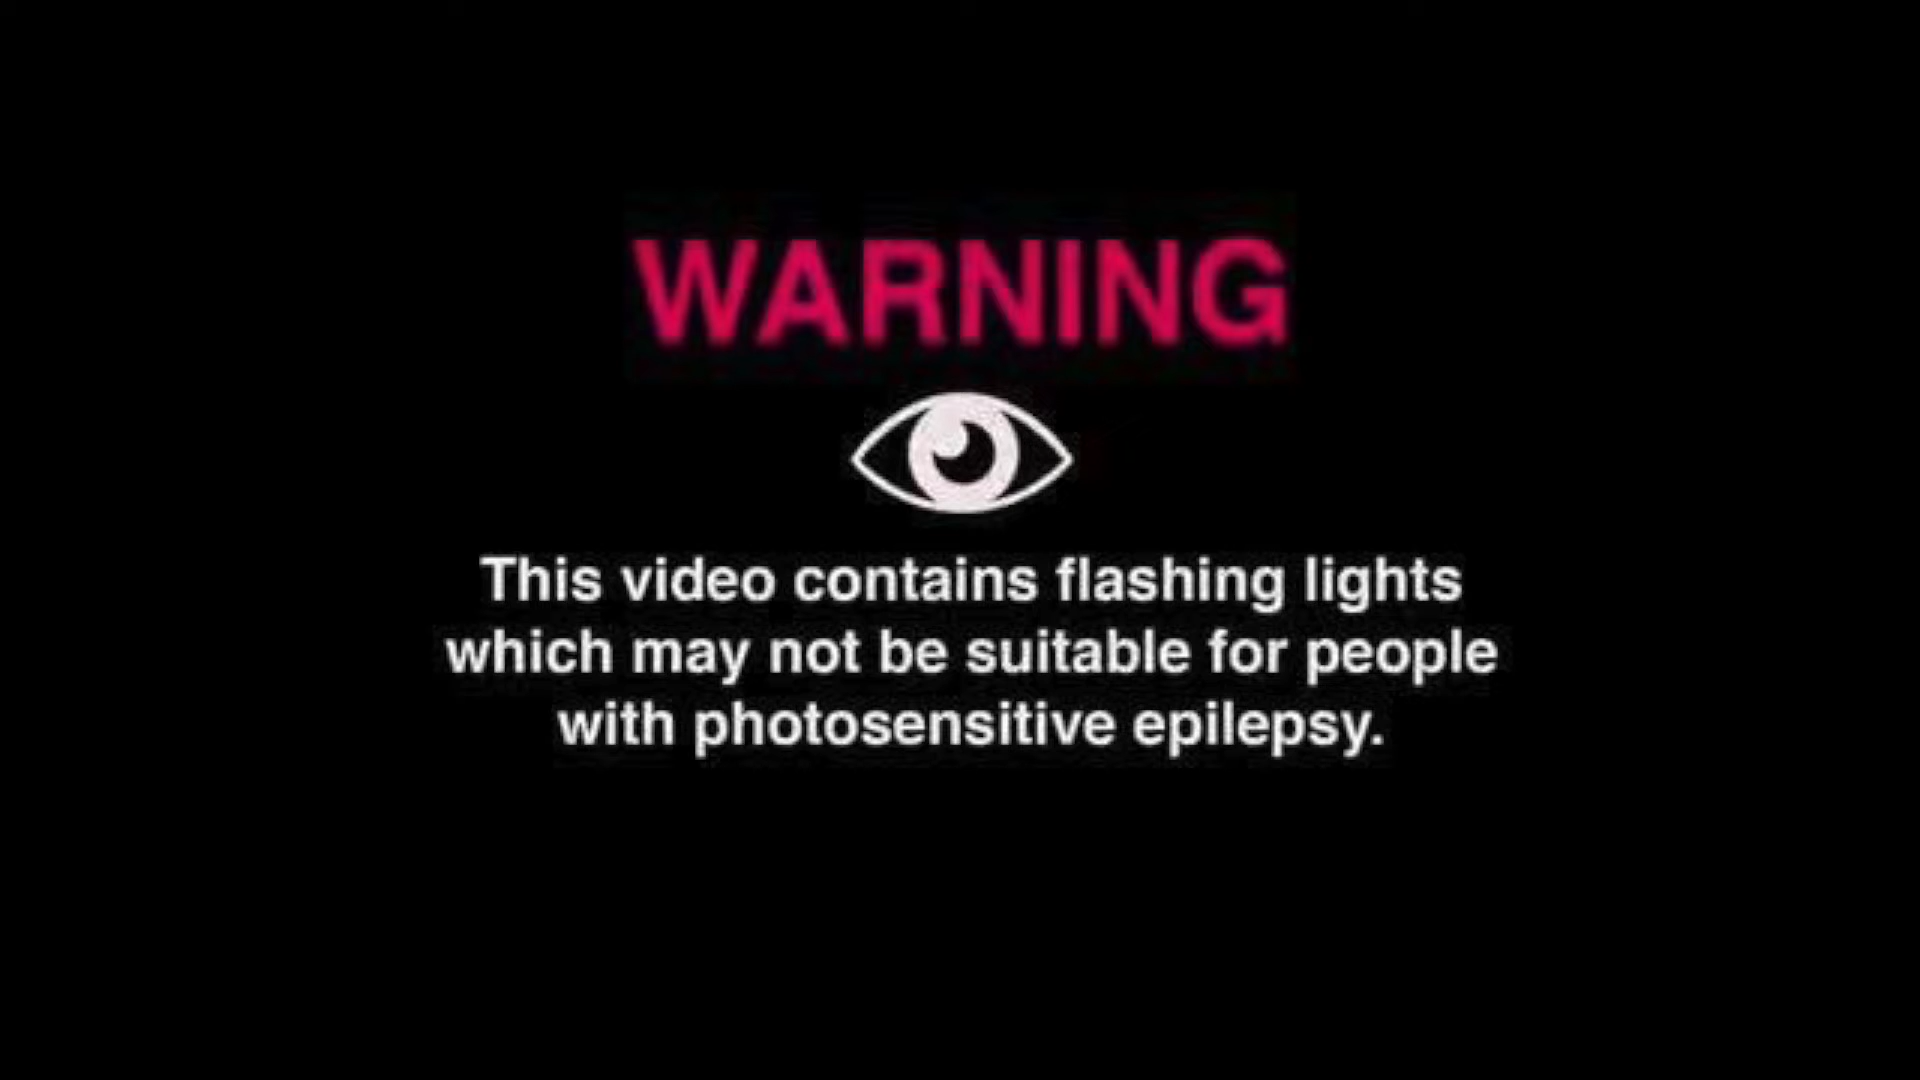 WARNING
This video contains flashing lights
which may not be suitable for people
with photosensitive epilepsy.